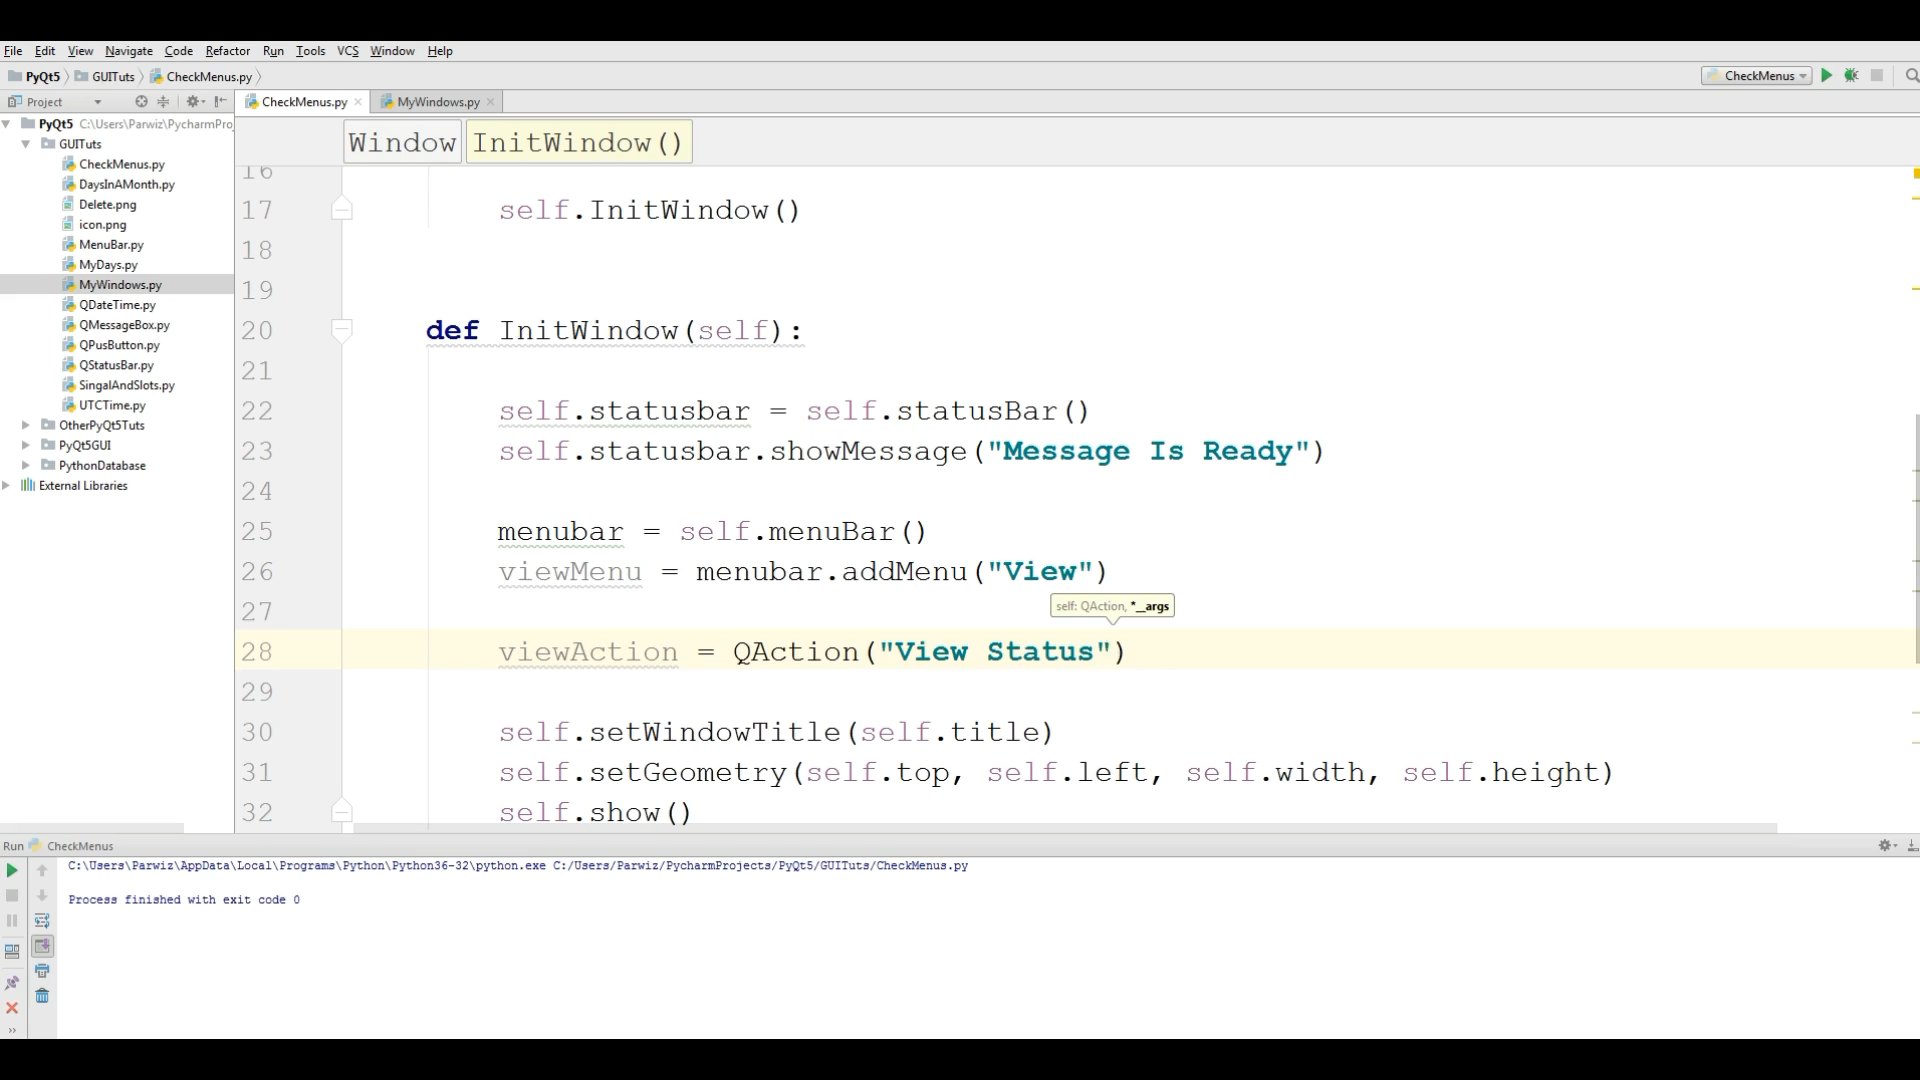 File Edit View Navigate Code Refactor Run Tools VCS Window Help
PyQt5 GUITuts CheckMenus.py CheckMenus
Project CheckMenus.py MyWindows.py
PyQt5 C:\Users\Parwiz\PycharmProj
GUITuts
CheckMenus.py
DaysInAMonth.py
Delete.png
icon.png
MenuBar.py
MyDays.py
MyWindows.py
QDateTime.py
QMessageBox.py
QPusButton.py
QStatusBar.py
SingalAndSlots.py
UTCTime.py
OtherPyQt5Tuts
PyQt5GUI
PythonDatabase
External Libraries
Window InitWindow()
16
17 self.InitWindow()
18
19
20 def InitWindow(self):
21
22 self.statusbar = self.statusBar()
23 self.statusbar.showMessage("Message Is Ready")
24
25 menubar = self.menuBar()
26 viewMenu = menubar.addMenu("View")
27
self: QAction, *__args
28 viewAction = QAction("View Status")
29
30 self.setWindowTitle(self.title)
31 self.setGeometry(self.top, self.left, self.width, self.height)
32 self.show()
Run CheckMenus
C:\Users\Parwiz\AppData\Local\Programs\Python\Python36-32\python.exe C:/Users/Parwiz/PycharmProjects/PyQt5/GUITuts/CheckMenus.py
Process finished with exit code 0